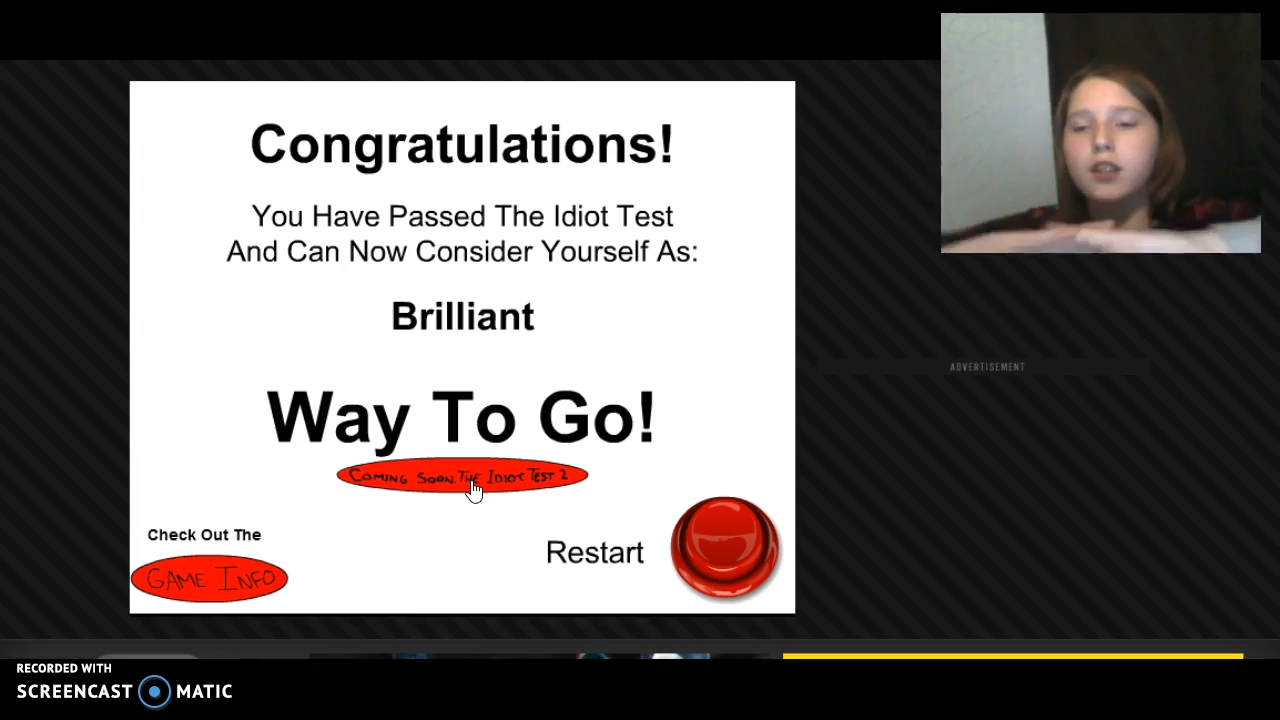 Congratulations!
You Have Passed The Idiot Test
And Can Now Consider Yourself As:
Brilliant
Way To Go!
COMING SOON: THE IDIOT TEST 2
Check Out The
GAME INFO
Restart
ADVERTISEMENT
RECORDED WITH
SCREENCAST MATIC